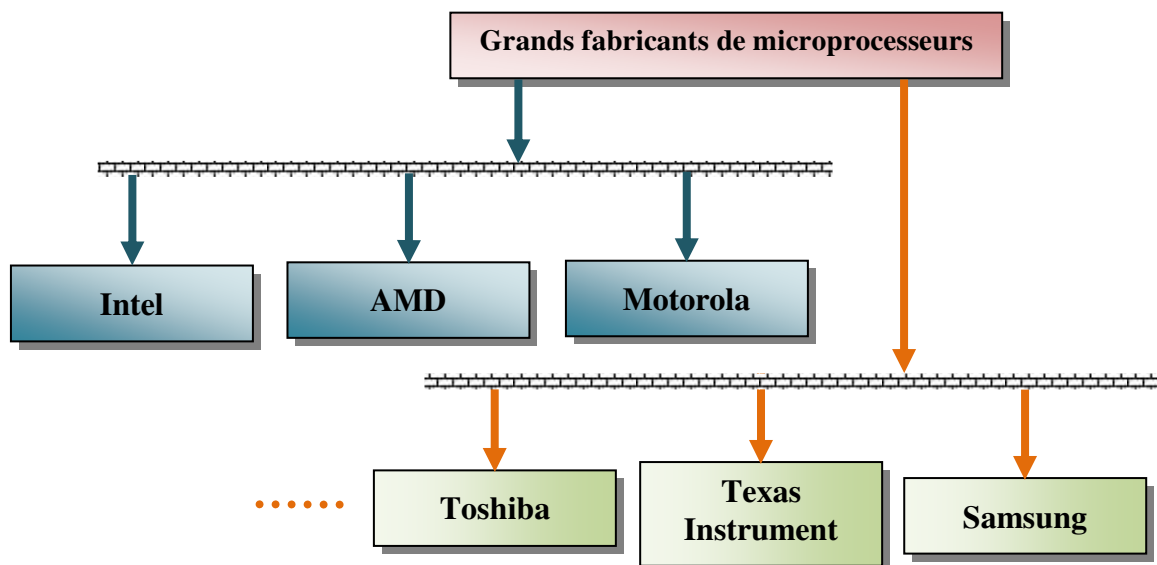 Grands fabricants de microprocesseurs
Intel
AMD
Motorola
Toshiba
Texas
Instrument
Samsung